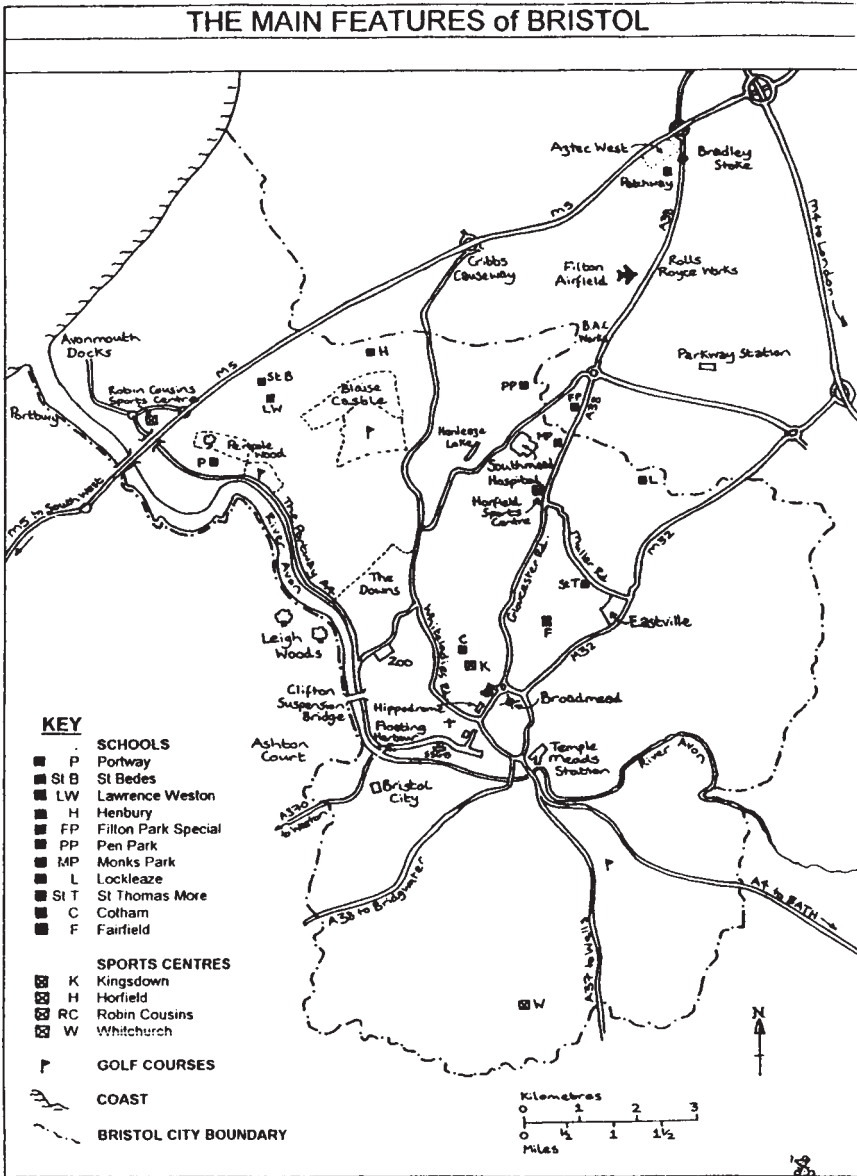 THE MAIN FEATURES of BRISTOL
Aztec West
Bradley
Stoke
Patchway
M5
A38
M4 to London
Cribbs
Causeway
Filton
Airfield
Rolls
Royce Works
Avonmouth
Docks
B.A.C.
Works
Parkway Station
H
St B
M5
Robin Cousins
Sports Centre
LW
Blaise
Castle
PP
FP
A38
Portbury
Penpole
Wood
Henleaze
Lake
MP
P
Southmead
Hospital
L
M5 to South West
Horfield
Sports
Centre
The Portway A4
River Avon
M32
Muller Rd
The
Downs
Gloucester Rd
St T
Whiteladies Rd
F
Eastville
Leigh
Woods
C
Zoo
K
M32
Clifton
Suspension
Bridge
Hippodrome
Broadmead
Floating
Harbour
Ashton
Court
Temple
Meads
Station
River Avon
Bristol
City
A370
to Weston
A38 to Bridgwater
A4 to BATH
A37 to Wells
W
N
KEY
SCHOOLS
P Portway
St B St Bedes
LW Lawrence Weston
H Henbury
FP Filton Park Special
PP Pen Park
MP Monks Park
L Lockleaze
St T St Thomas More
C Cotham
F Fairfield
SPORTS CENTRES
K Kingsdown
H Horfield
RC Robin Cousins
W Whitchurch
GOLF COURSES
COAST
BRISTOL CITY BOUNDARY
Kilometres
0 1 2 3
0 ½ 1 1½
Miles